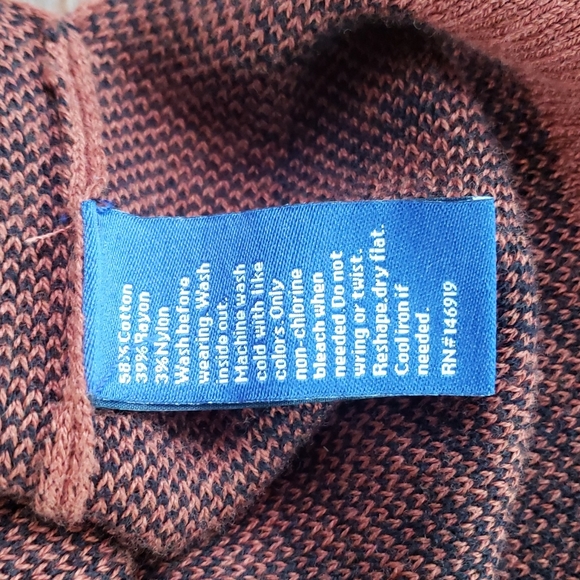 58% Cotton
39% Rayon
3% Nylon
Wash before
wearing. Wash
inside out.
Machine wash
cold with like
colors. Only
non-chlorine
bleach when
needed. Do not
wring or twist.
Reshape.dry flat.
Cool iron if
needed.
RN#146919